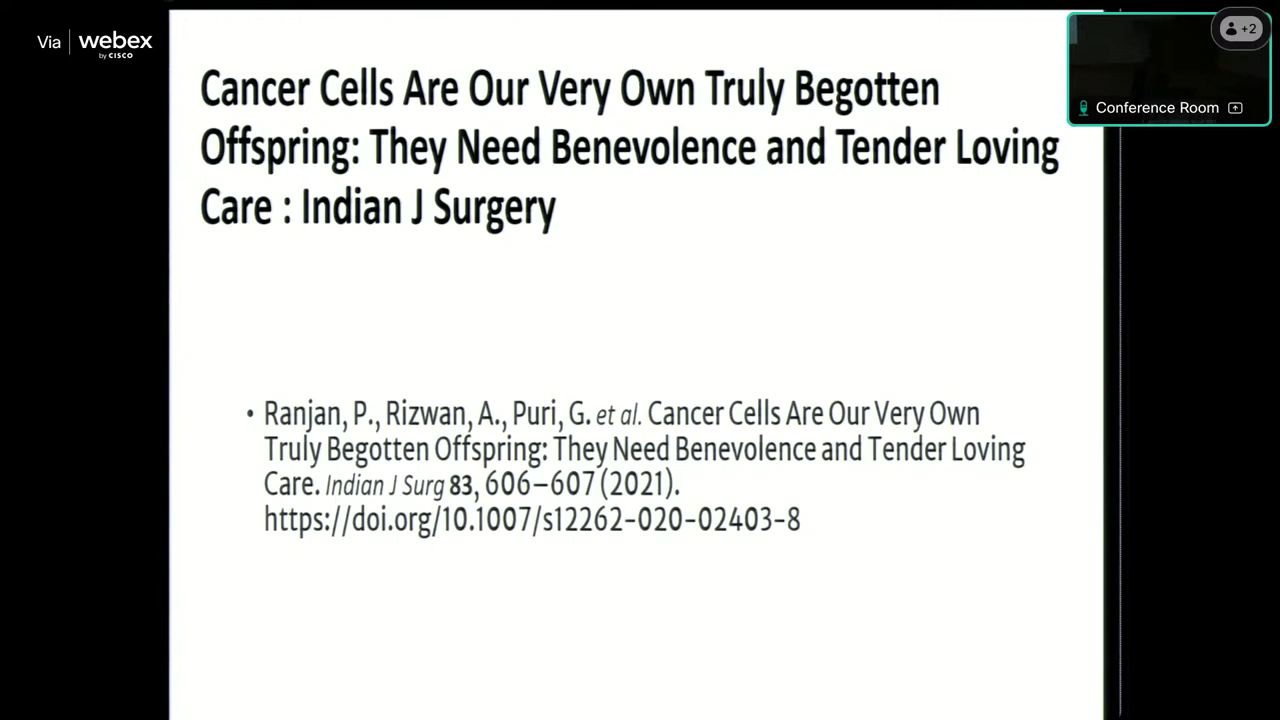 Via webex
by CISCO
+2
Conference Room
Cancer Cells Are Our Very Own Truly Begotten
Offspring: They Need Benevolence and Tender Loving
Care : Indian J Surgery
• Ranjan, P., Rizwan, A., Puri, G. et al. Cancer Cells Are Our Very Own
Truly Begotten Offspring: They Need Benevolence and Tender Loving
Care. Indian J Surg 83, 606–607 (2021).
https://doi.org/10.1007/s12262-020-02403-8